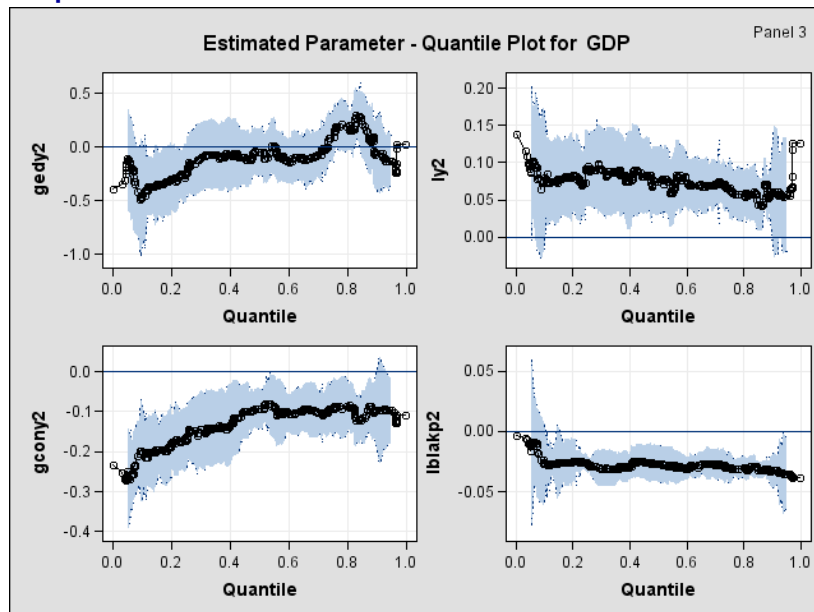 Estimated Parameter - Quantile Plot for GDP
Panel 3
gedy2
0.5
0.0
-0.5
-1.0
0.0 0.2 0.4 0.6 0.8 1.0
Quantile
ly2
0.20
0.15
0.10
0.05
0.00
0.0 0.2 0.4 0.6 0.8 1.0
Quantile
gcony2
0.0
-0.1
-0.2
-0.3
-0.4
0.0 0.2 0.4 0.6 0.8 1.0
Quantile
lblakp2
0.05
0.00
-0.05
0.0 0.2 0.4 0.6 0.8 1.0
Quantile